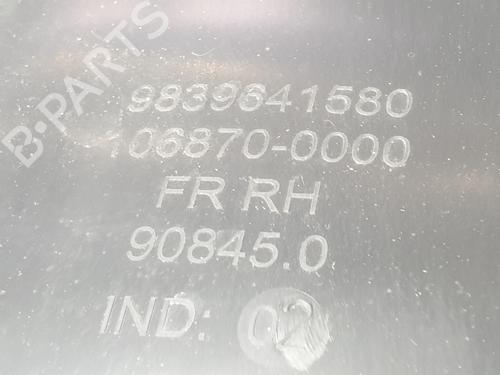 B-PARTS
9839641580
106870-0000
FR RH
90845.0
IND: 02